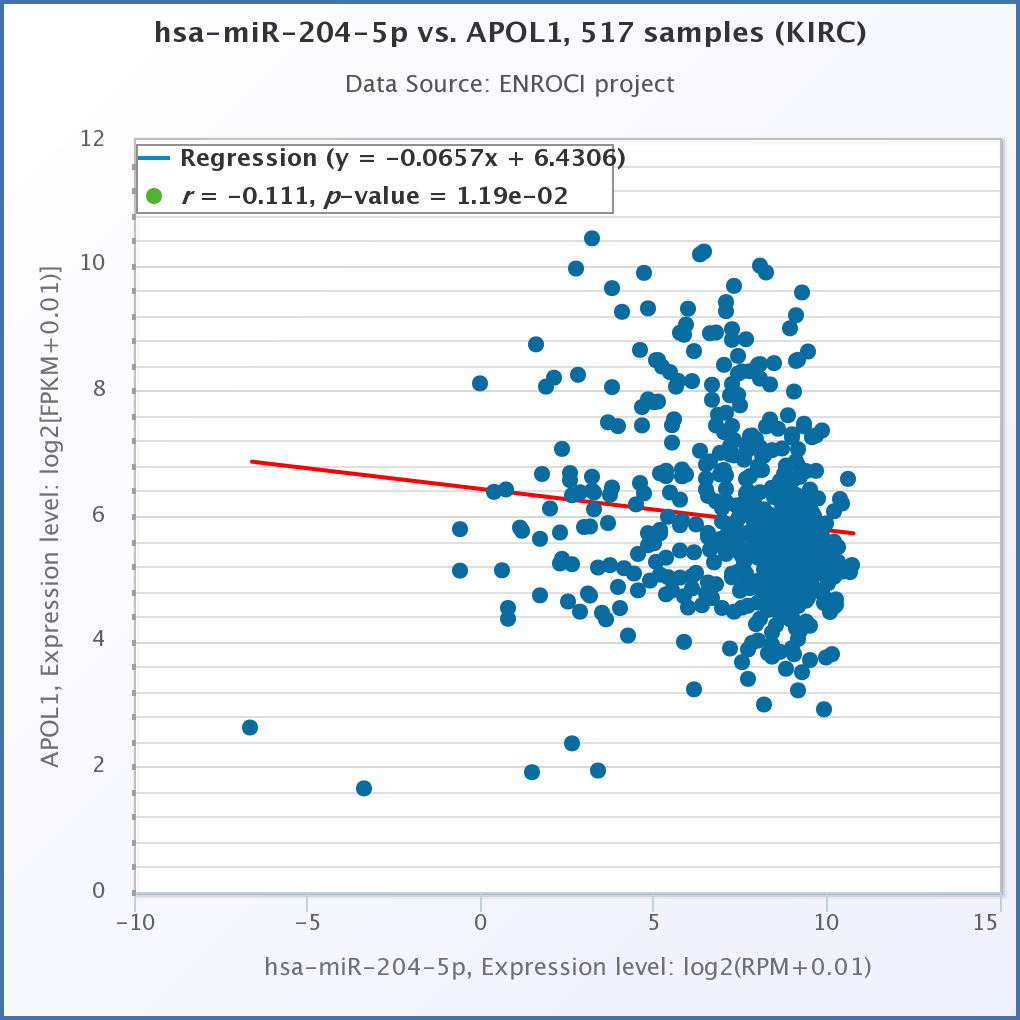 hsa-miR-204-5p vs. APOL1, 517 samples (KIRC)
Data Source: ENROCI project
Regression (y = -0.0657x + 6.4306)
r = -0.111, p-value = 1.19e-02
12
10
8
6
4
2
0
APOL1, Expression level: log2[FPKM+0.01)]
-10
-5
0
5
10
15
hsa-miR-204-5p, Expression level: log2(RPM+0.01)